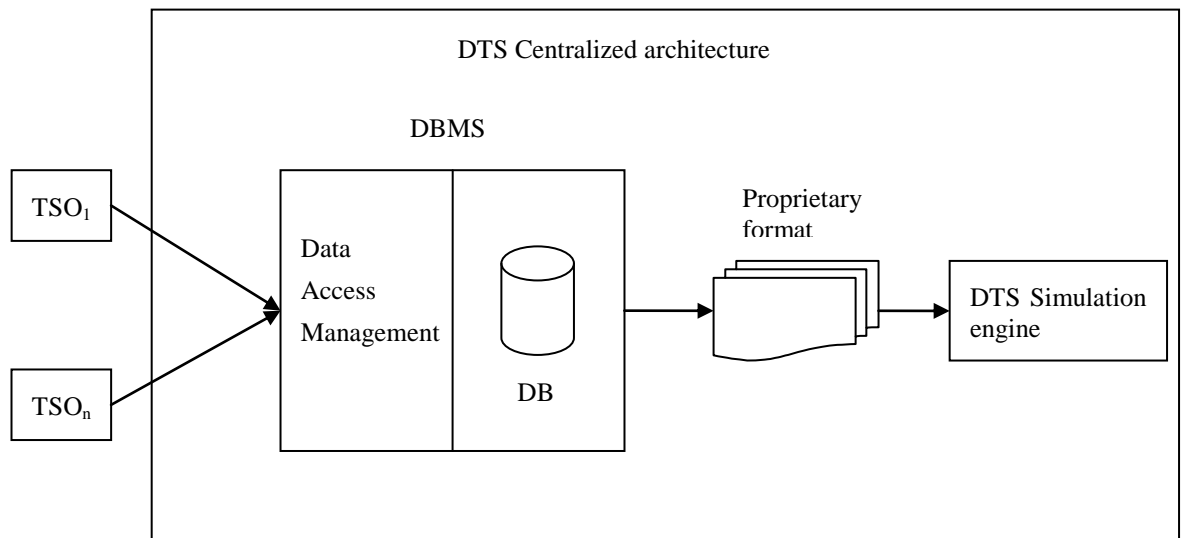 DTS Centralized architecture
DBMS
TSO₁
Data
Access
Management
DB
Proprietary
format
DTS Simulation
engine
TSOₙ